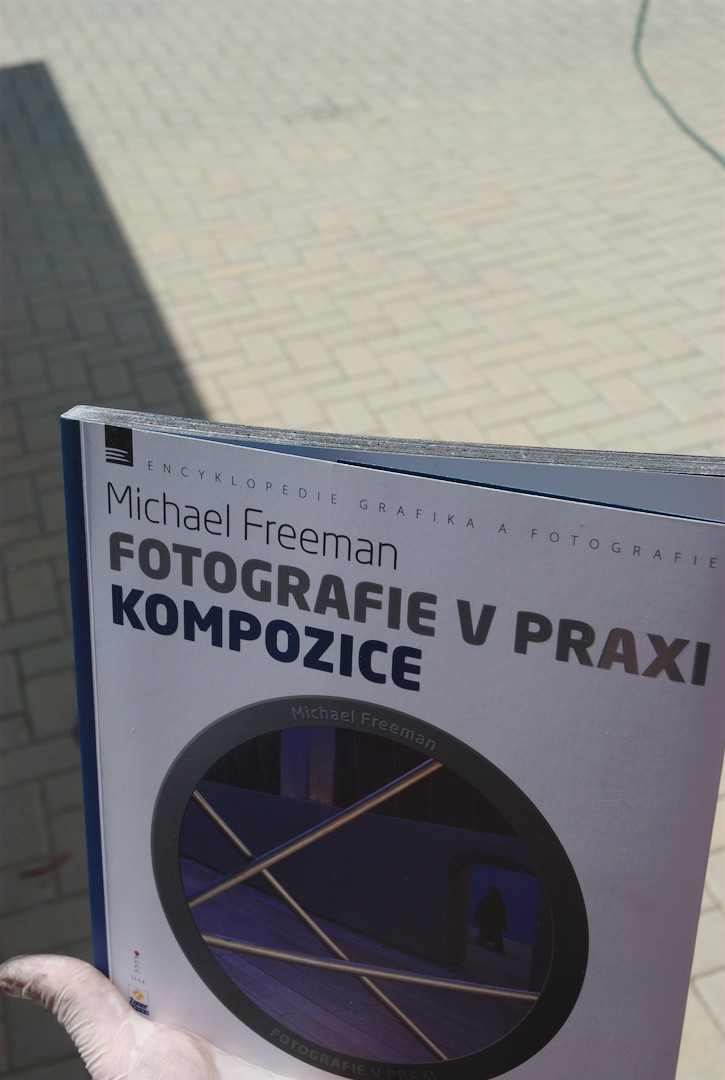 ENCYKLOPEDIE GRAFIKA A FOTOGRAFIE
Michael Freeman
FOTOGRAFIE V PRAXI
KOMPOZICE
Michael Freeman
FOTOGRAFIE V PRAXI